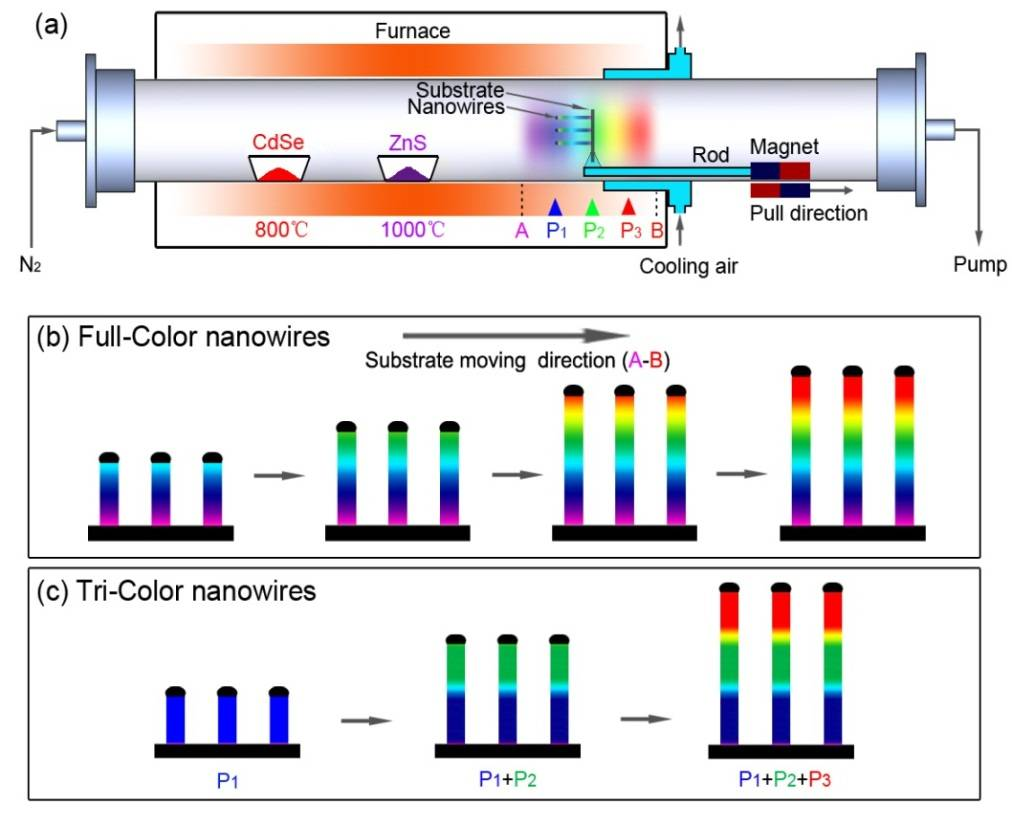 (a)
Furnace
Substrate
Nanowires
CdSe
ZnS
Rod
Magnet
Pull direction
800℃
1000℃
A
P₁
P₂
P₃
B
N₂
Cooling air
Pump
(b) Full-Color nanowires
Substrate moving direction (A-B)
(c) Tri-Color nanowires
P₁
P₁+P₂
P₁+P₂+P₃